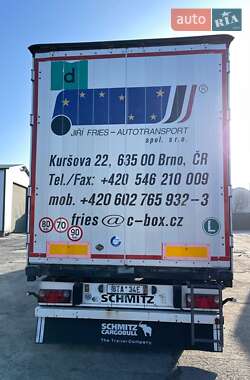 AUTO RIA
d
®
JIŘÍ FRIES - AUTOTRANSPORT
spol. s.r.o.
Kuršova 22, 635 00 Brno, ČR
Tel./Fax: +420 546 210 009
mob. +420 602 765 932-3
fries@c-box.cz
80 70 90
L
SCHMITZ
SCHMITZ
CARGOBULL
The Trailer Company.